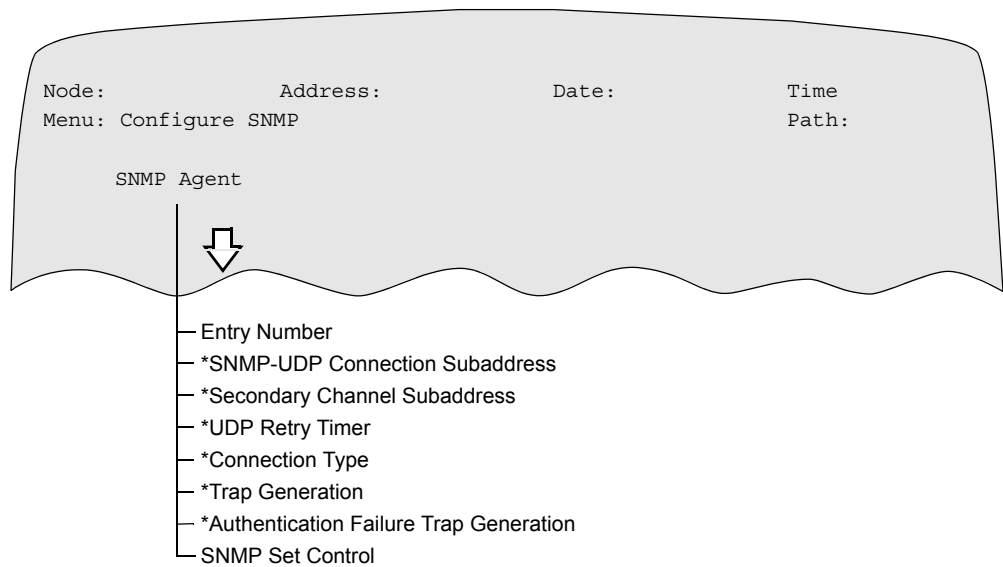 Node: Address: Date: Time
Menu: Configure SNMP Path:
SNMP Agent
Entry Number
*SNMP-UDP Connection Subaddress
*Secondary Channel Subaddress
*UDP Retry Timer
*Connection Type
*Trap Generation
*Authentication Failure Trap Generation
SNMP Set Control